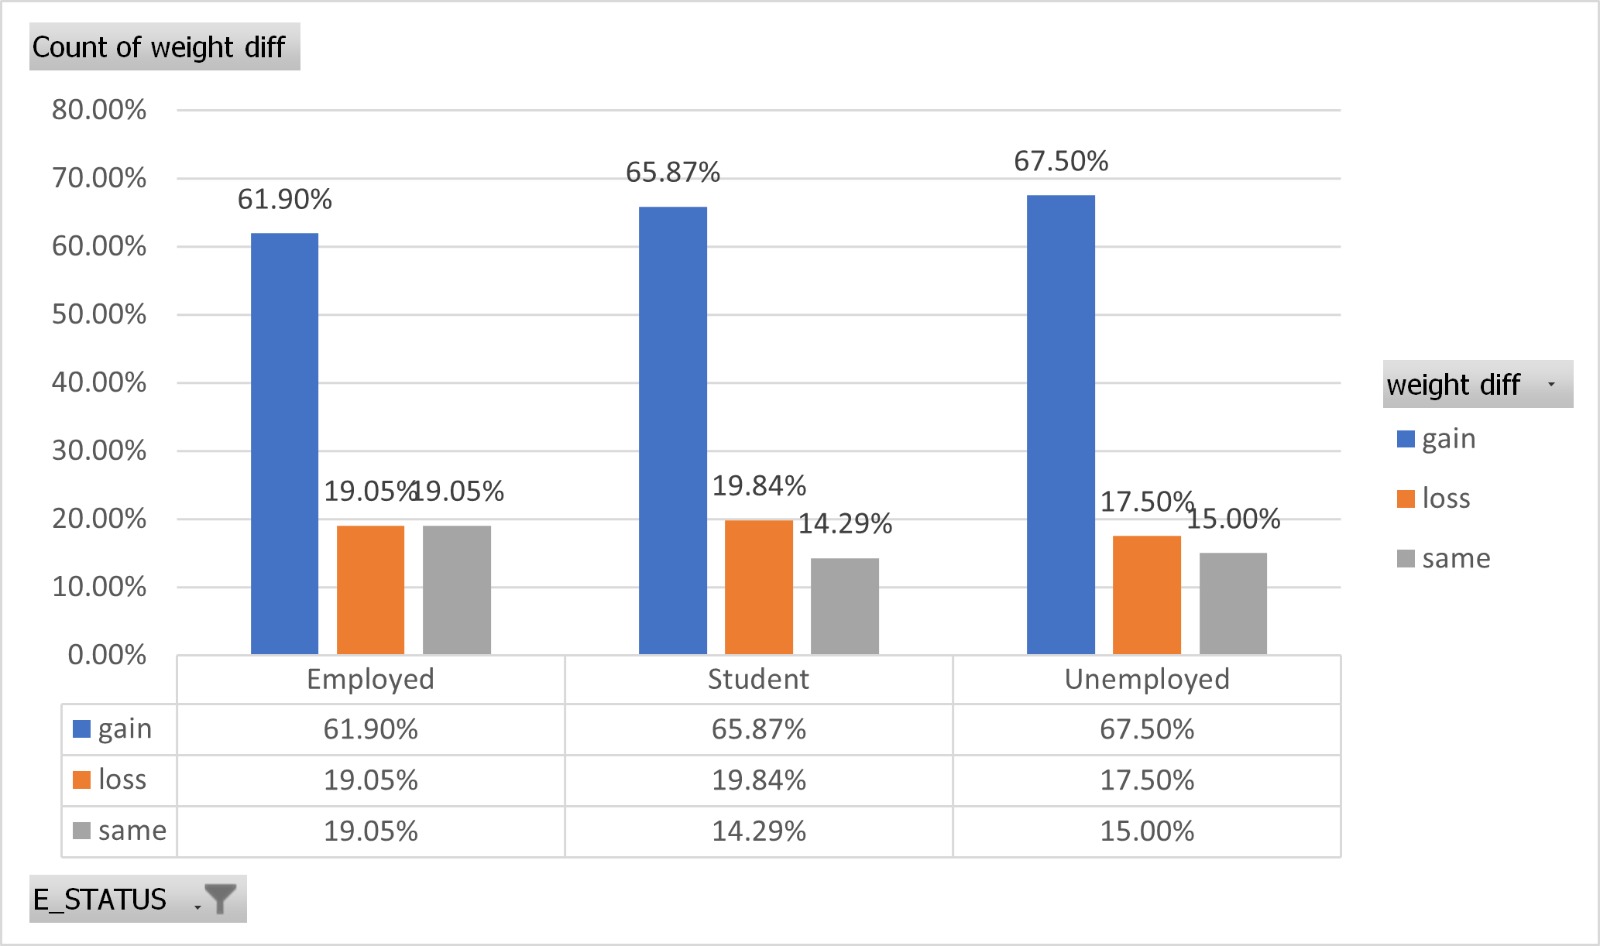 Count of weight diff
80.00%
70.00%
60.00%
50.00%
40.00%
30.00%
20.00%
10.00%
0.00%
61.90%
19.05%
19.05%
65.87%
19.84%
14.29%
67.50%
17.50%
15.00%
weight diff
gain
loss
same
Employed Student Unemployed
gain 61.90% 65.87% 67.50%
loss 19.05% 19.84% 17.50%
same 19.05% 14.29% 15.00%
E_STATUS